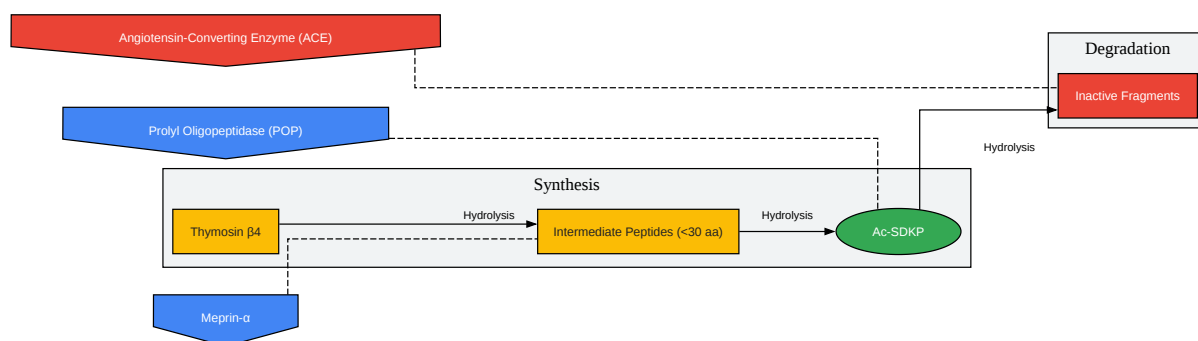 Angiotensin-Converting Enzyme (ACE)
Degradation
Inactive Fragments
Prolyl Oligopeptidase (POP)
Hydrolysis
Synthesis
Thymosin β4
Hydrolysis
Intermediate Peptides (<30 aa)
Hydrolysis
Ac-SDKP
Meprin-α